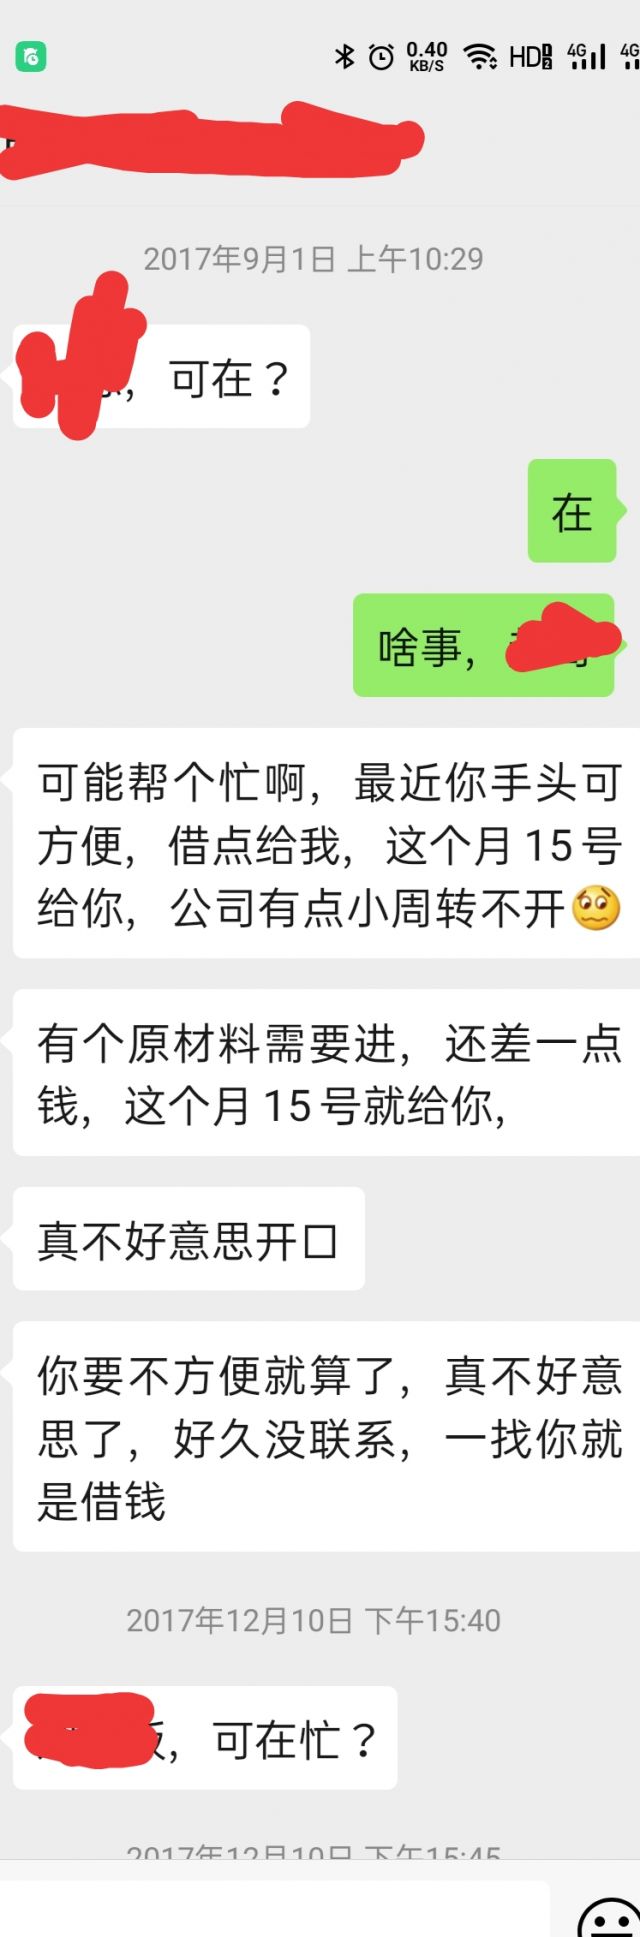 0.40
KB/S
HD
1
2
4G
4G
2017年9月1日 上午10:29
，可在？
在
啥事，
可能帮个忙啊，最近你手头可
方便，借点给我，这个月15号
给你，公司有点小周转不开
有个原材料需要进，还差一点
钱，这个月15号就给你，
真不好意思开口
你要不方便就算了，真不好意
思了，好久没联系，一找你就
是借钱
2017年12月10日 下午15:40
，可在忙？
2017年12月10日 下午15:45